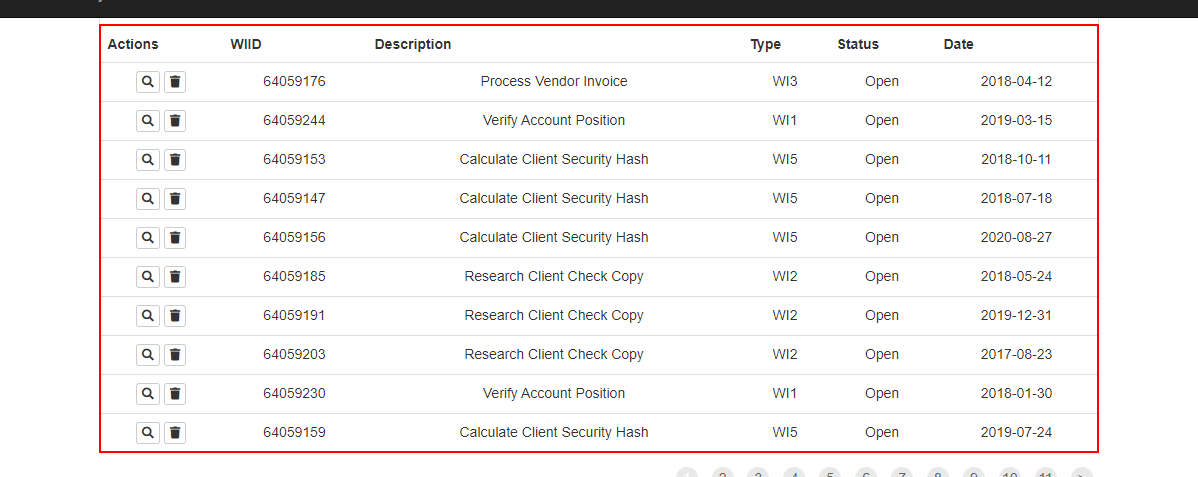 Actions WIID Description Type Status Date
64059176 Process Vendor Invoice WI3 Open 2018-04-12
64059244 Verify Account Position WI1 Open 2019-03-15
64059153 Calculate Client Security Hash WI5 Open 2018-10-11
64059147 Calculate Client Security Hash WI5 Open 2018-07-18
64059156 Calculate Client Security Hash WI5 Open 2020-08-27
64059185 Research Client Check Copy WI2 Open 2018-05-24
64059191 Research Client Check Copy WI2 Open 2019-12-31
64059203 Research Client Check Copy WI2 Open 2017-08-23
64059230 Verify Account Position WI1 Open 2018-01-30
64059159 Calculate Client Security Hash WI5 Open 2019-07-24
1 2 3 4 5 6 7 8 9 10 11 >